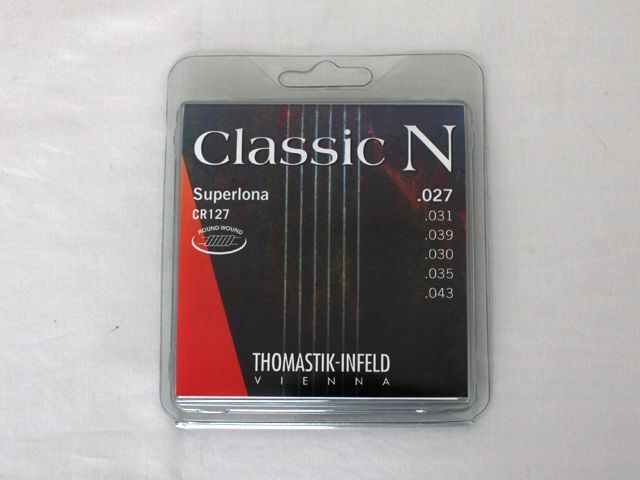 Classic N
Superlona
CR127
ROUND WOUND
.027
.031
.039
.030
.035
.043
THOMASTIK-INFELD
VIENNA